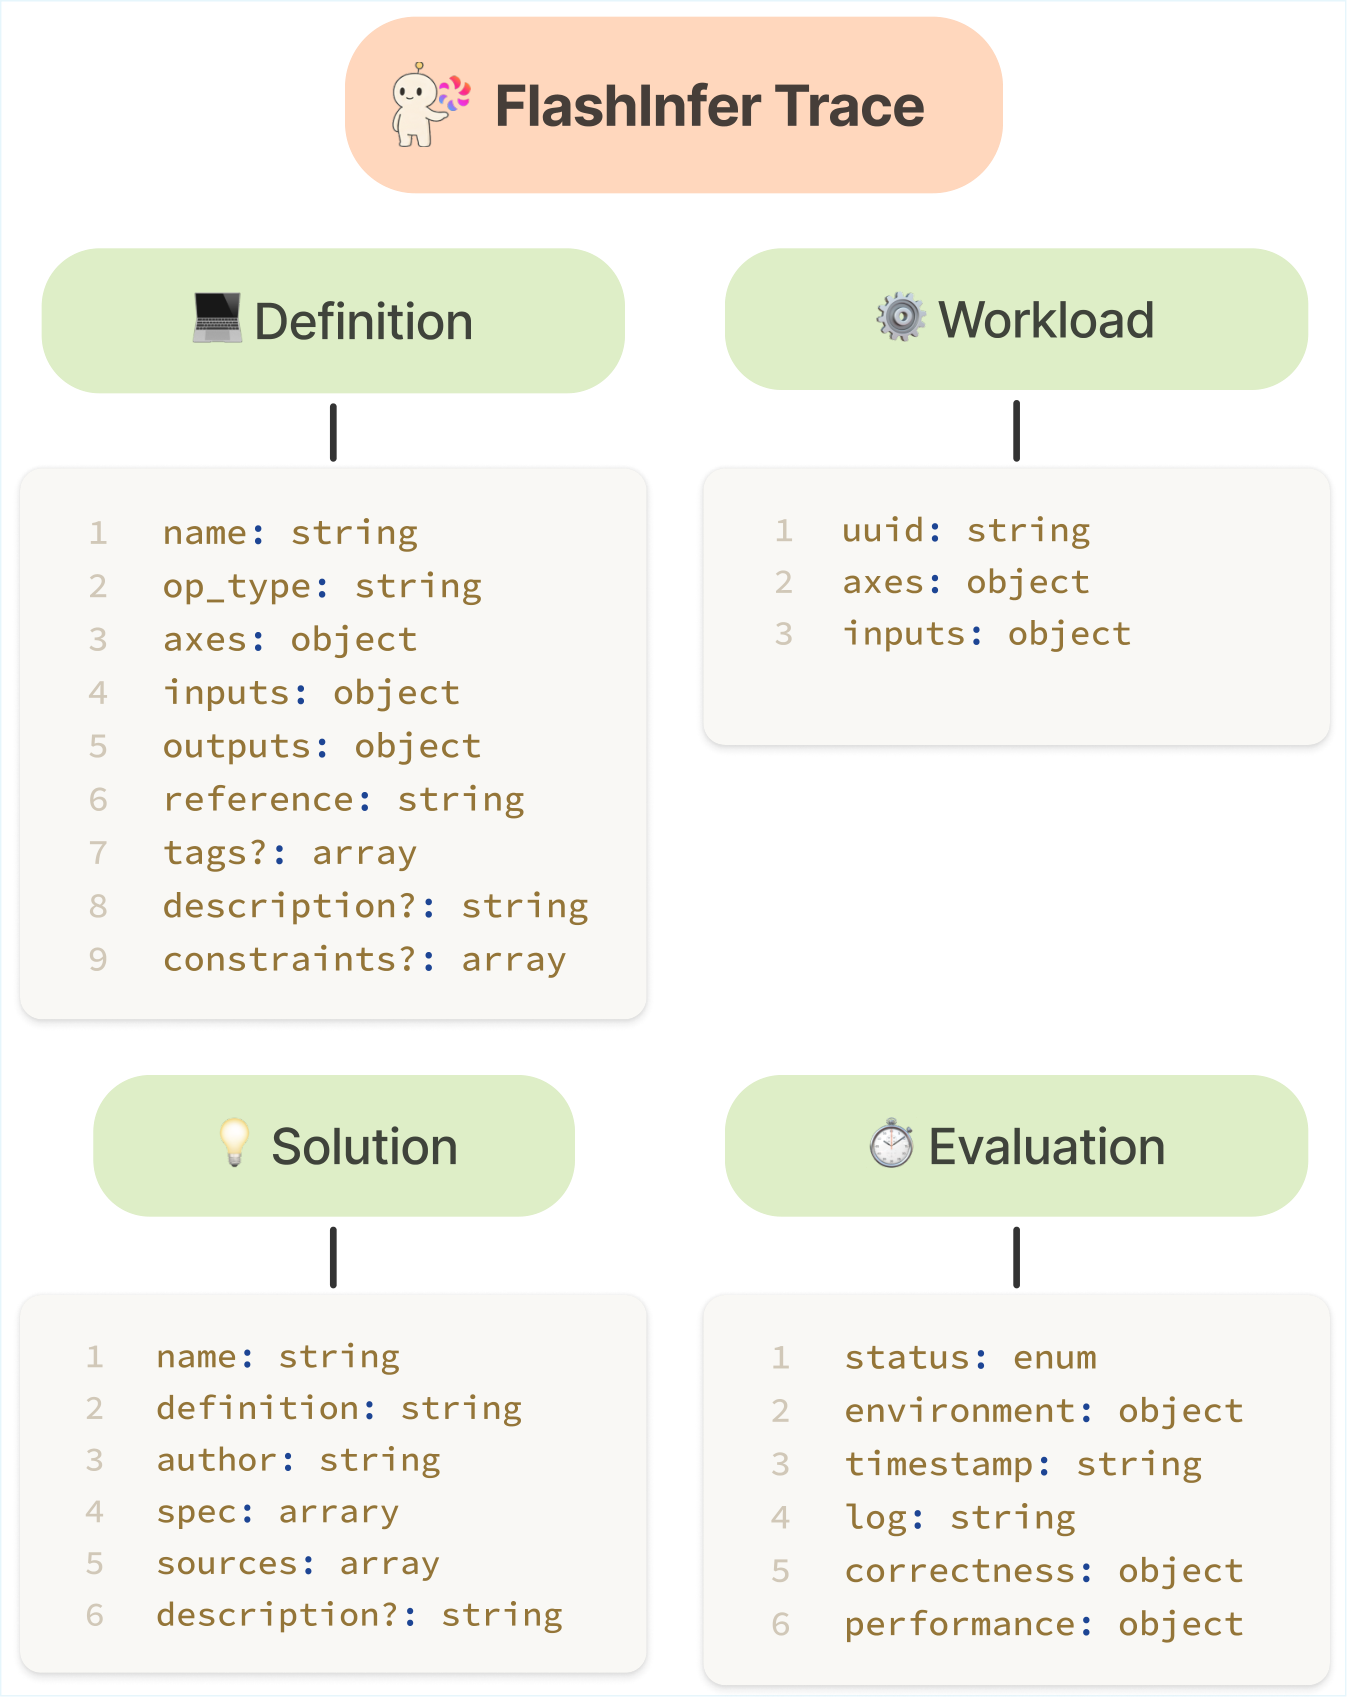 FlashInfer Trace
Definition
1 name: string
2 op_type: string
3 axes: object
4 inputs: object
5 outputs: object
6 reference: string
7 tags?: array
8 description?: string
9 constraints?: array
Workload
1 uuid: string
2 axes: object
3 inputs: object
Solution
1 name: string
2 definition: string
3 author: string
4 spec: arrary
5 sources: array
6 description?: string
Evaluation
1 status: enum
2 environment: object
3 timestamp: string
4 log: string
5 correctness: object
6 performance: object